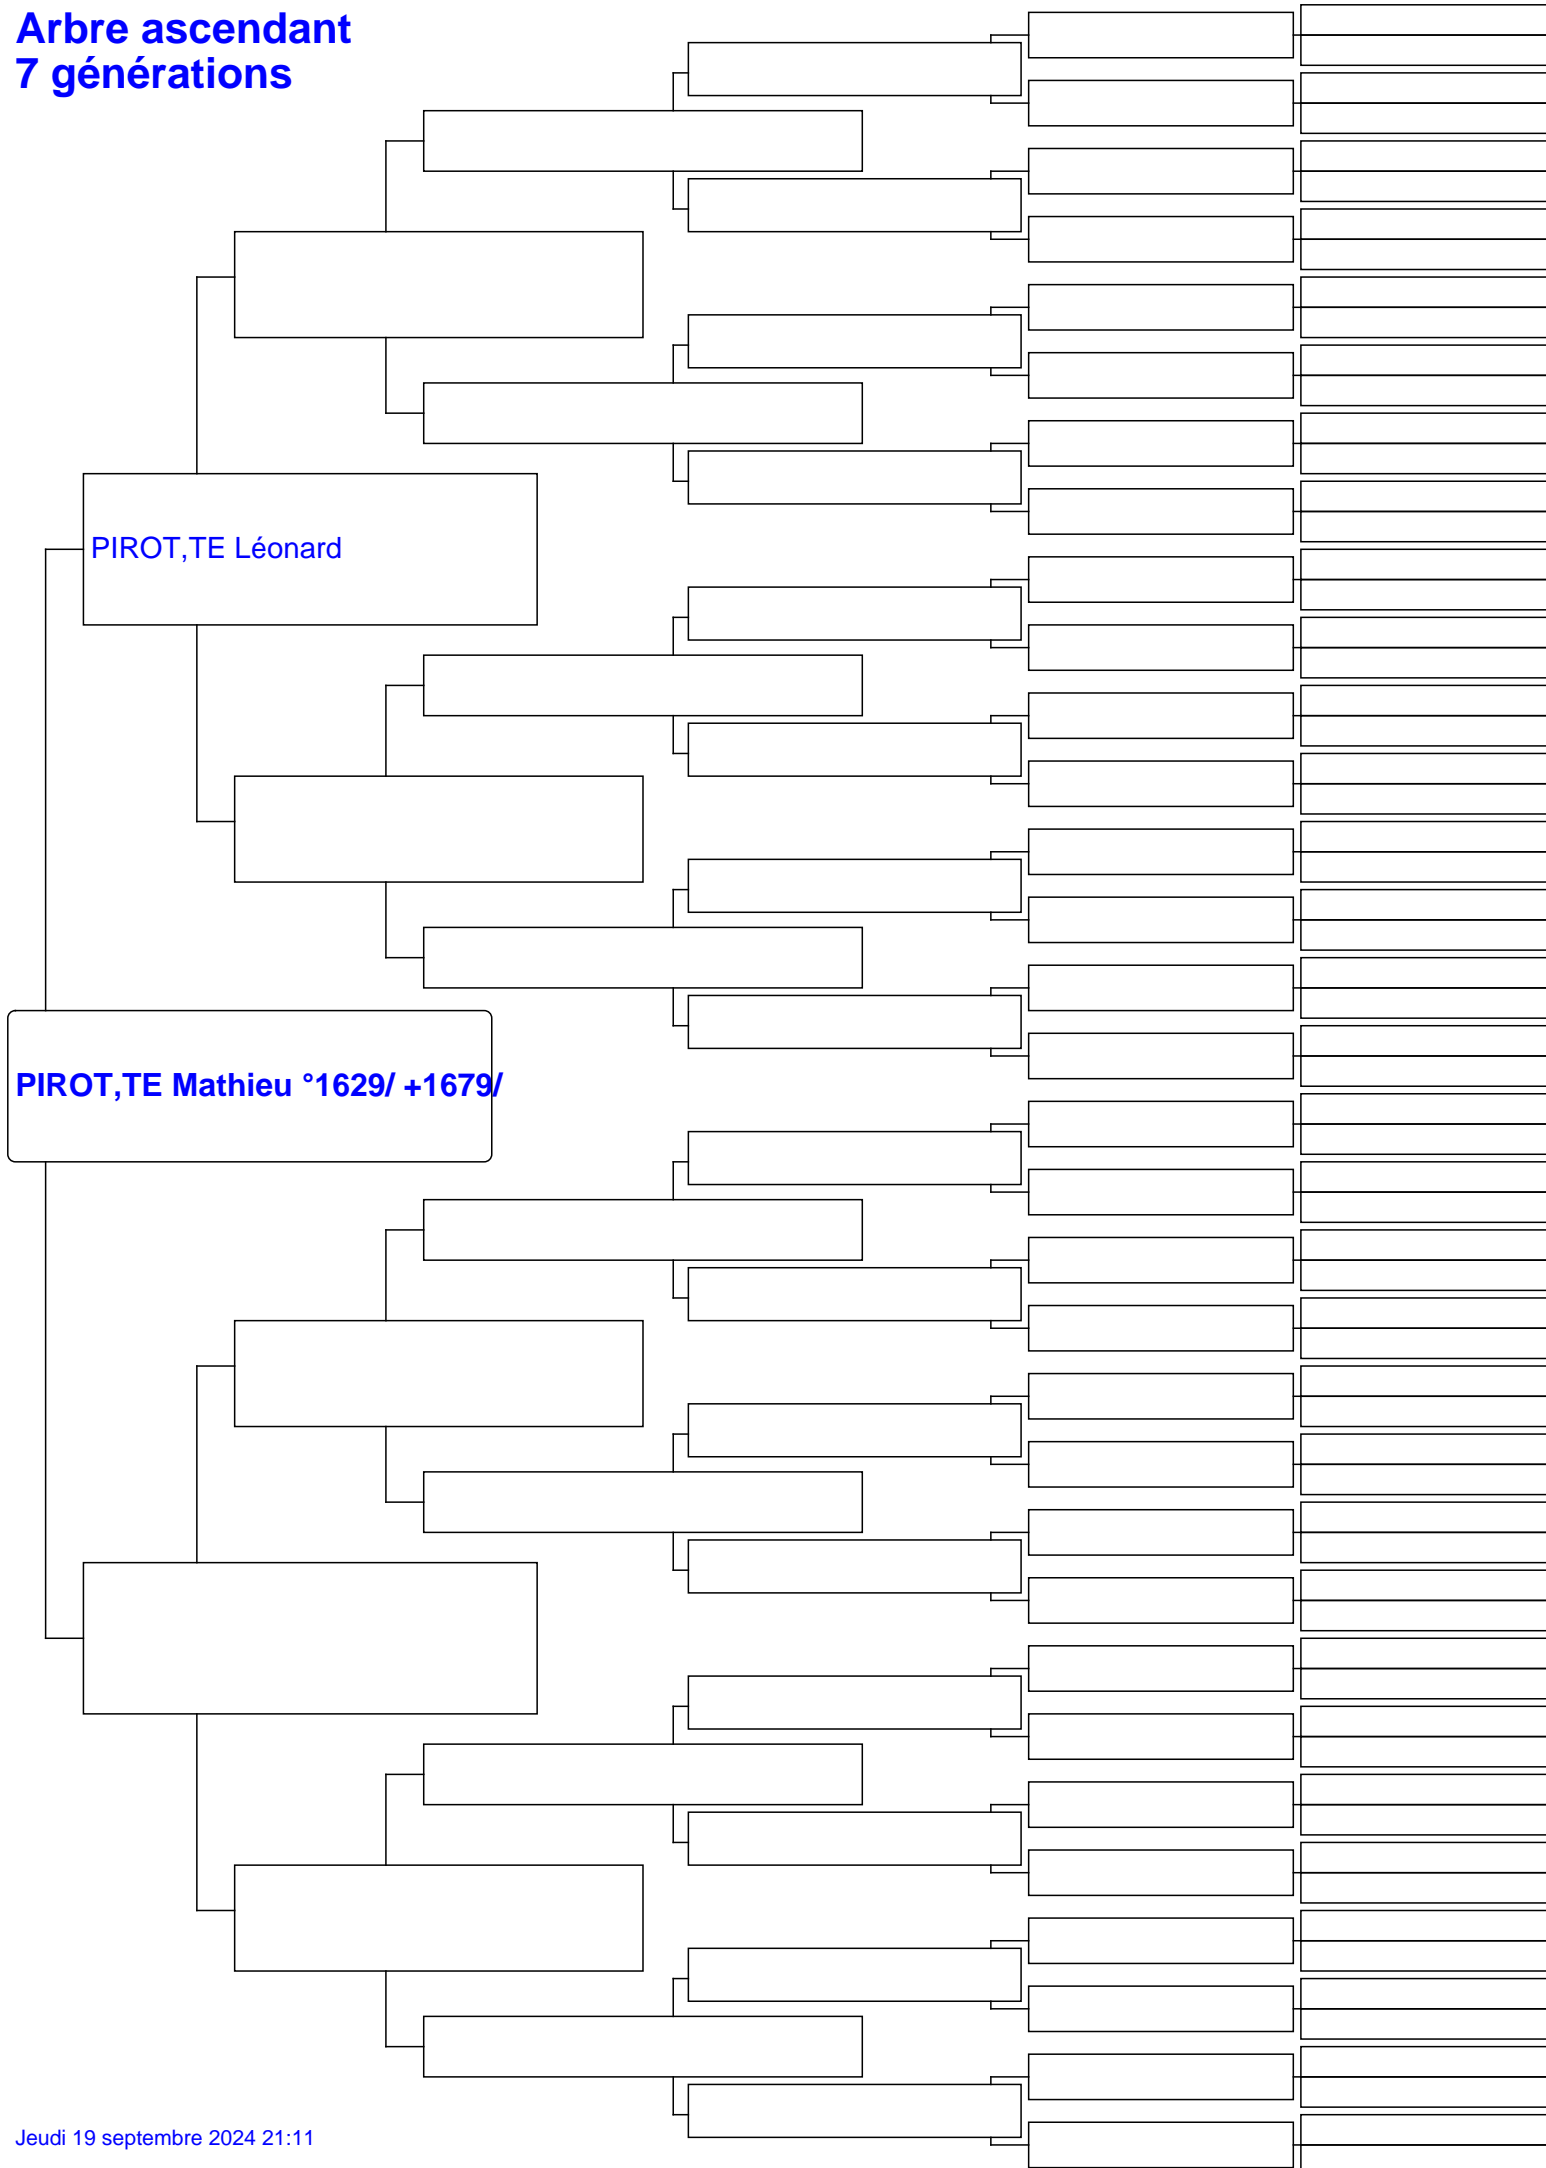 Arbre ascendant
7 générations
PIROT,TE Léonard
PIROT,TE Mathieu °1629/ +1679/
Jeudi 19 septembre 2024 21:11